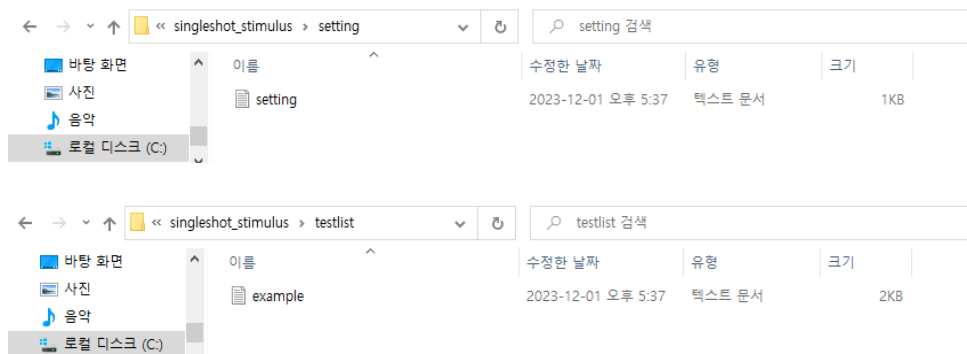 « singleshot_stimulus › setting
setting 검색
바탕 화면
이름
수정한 날짜
유형
크기
사진
setting
2023-12-01 오후 5:37
텍스트 문서
1KB
음악
로컬 디스크 (C:)
« singleshot_stimulus › testlist
testlist 검색
바탕 화면
이름
수정한 날짜
유형
크기
사진
example
2023-12-01 오후 5:37
텍스트 문서
2KB
음악
로컬 디스크 (C:)